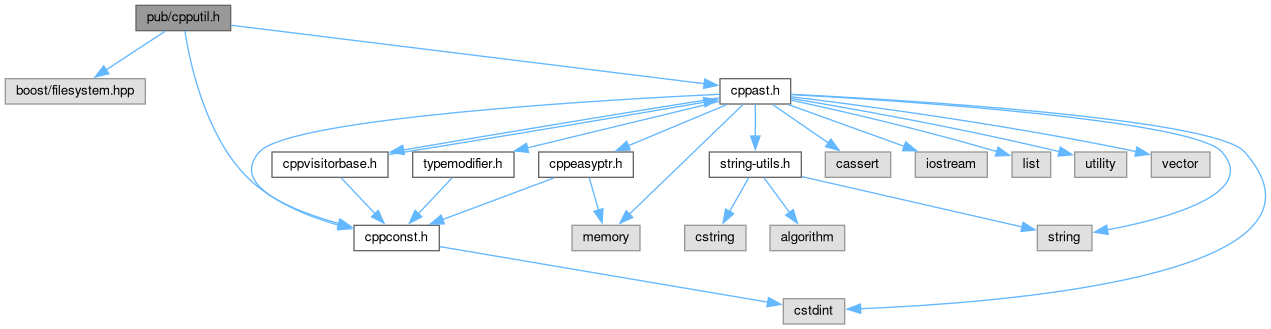 pub/cpputil.h
boost/filesystem.hpp
cppast.h
cppvisitorbase.h
typemodifier.h
cppeasyptr.h
string-utils.h
cassert
iostream
list
utility
vector
cppconst.h
memory
cstring
algorithm
string
cstdint